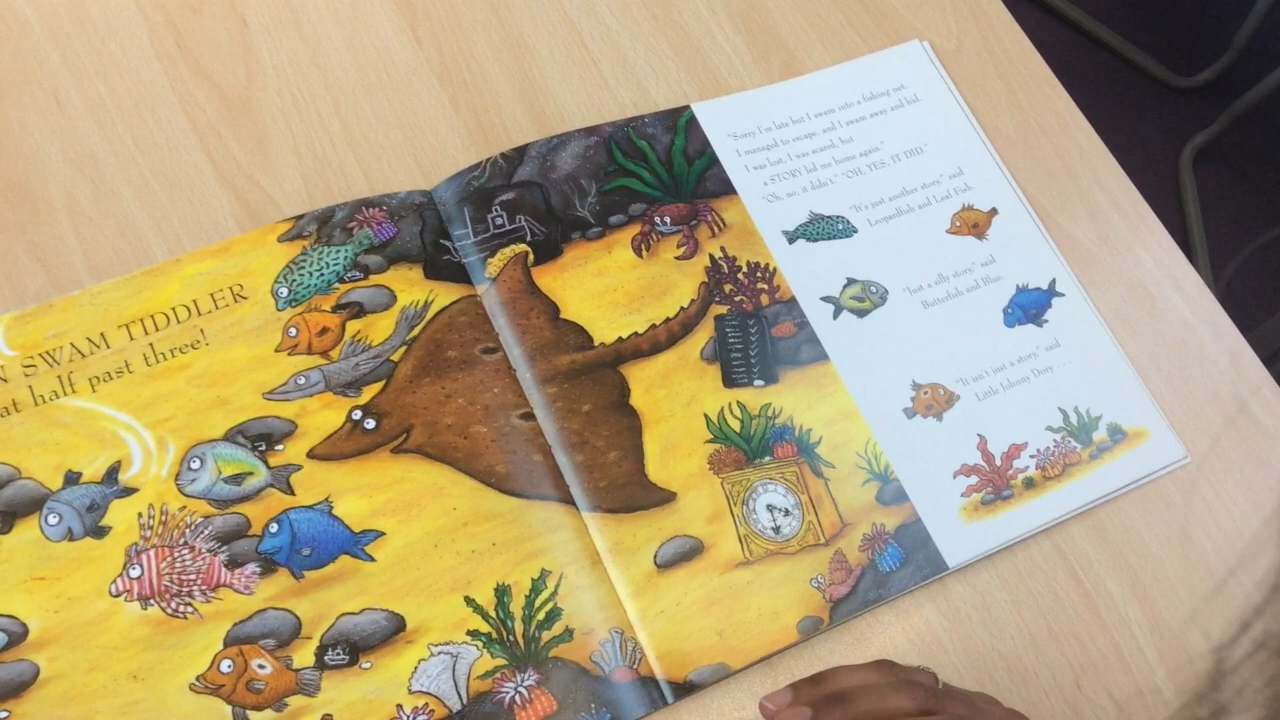 N SWAM TIDDLER
at half past three!
"Sorry I'm late but I swam into a fishing net.
I managed to escape, and I swam away and hid.
I was lost, I was scared, but
a STORY led me home again."
"Oh, no, it didn't." "OH, YES, IT DID."
"It's just another story," said
Leopardfish and Leaf Fish.
"Just a silly story," said
Butterfish and Blue.
"It isn't just a story," said
Little Johnny Dory . . .